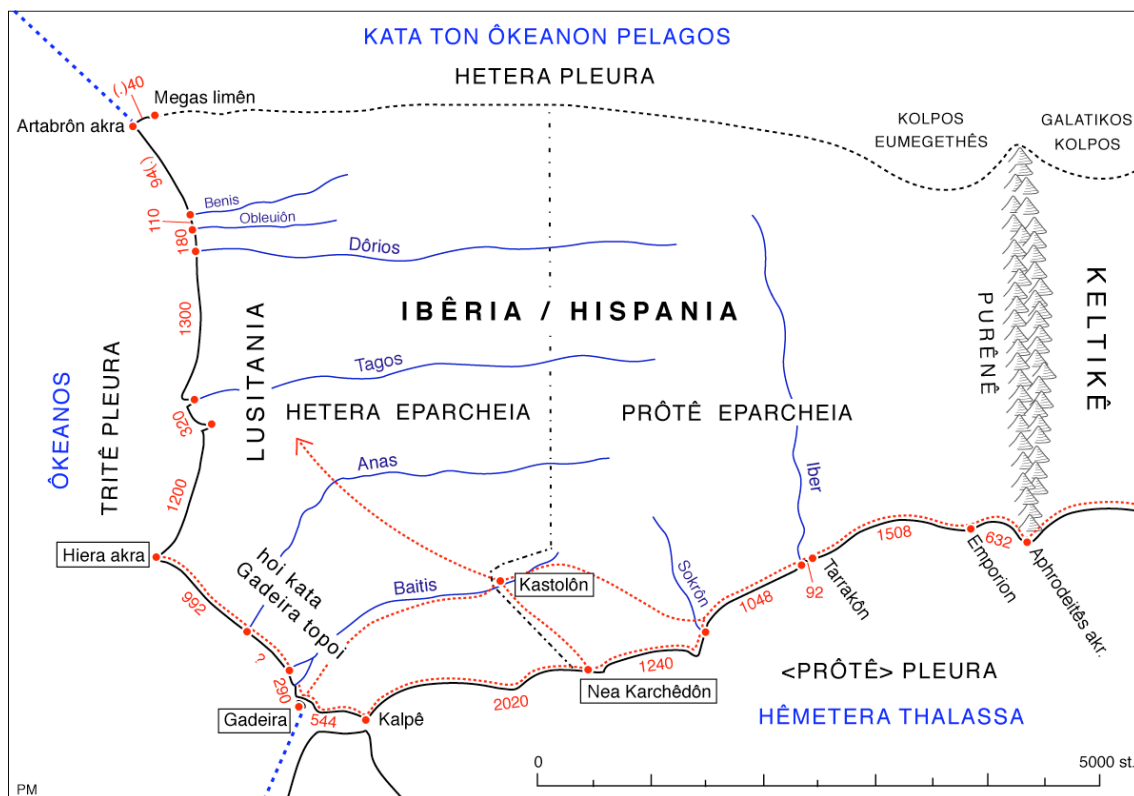 KATA TON ÔKEANON PELAGOS
HETERA PLEURA
(.)40
Megas limên
Artabrôn akra
KOLPOS
EUMEGETHÊS
GALATIKOS
KOLPOS
94(.)
Benis
110
Obleuiôn
180
Dôrios
1300
IBÊRIA / HISPANIA
PURÊNÊ
KELTIKÊ
LUSITANIA
Tagos
ÔKEANOS
TRITÊ PLEURA
320
HETERA EPARCHEIA
PRÔTÊ EPARCHEIA
Anas
Iber
1200
1508
632
Hiera akra
hoi kata
Gadeira topoi
Baitis
Kastolôn
Sokrôn
1048
92
Tarrakôn
Emporion
Aphrodeitês akr.
992
?
290
1240
<PRÔTÊ> PLEURA
Nea Karchêdôn
2020
Gadeira
544
Kalpê
HÊMETERA THALASSA
0
5000 st.
PM